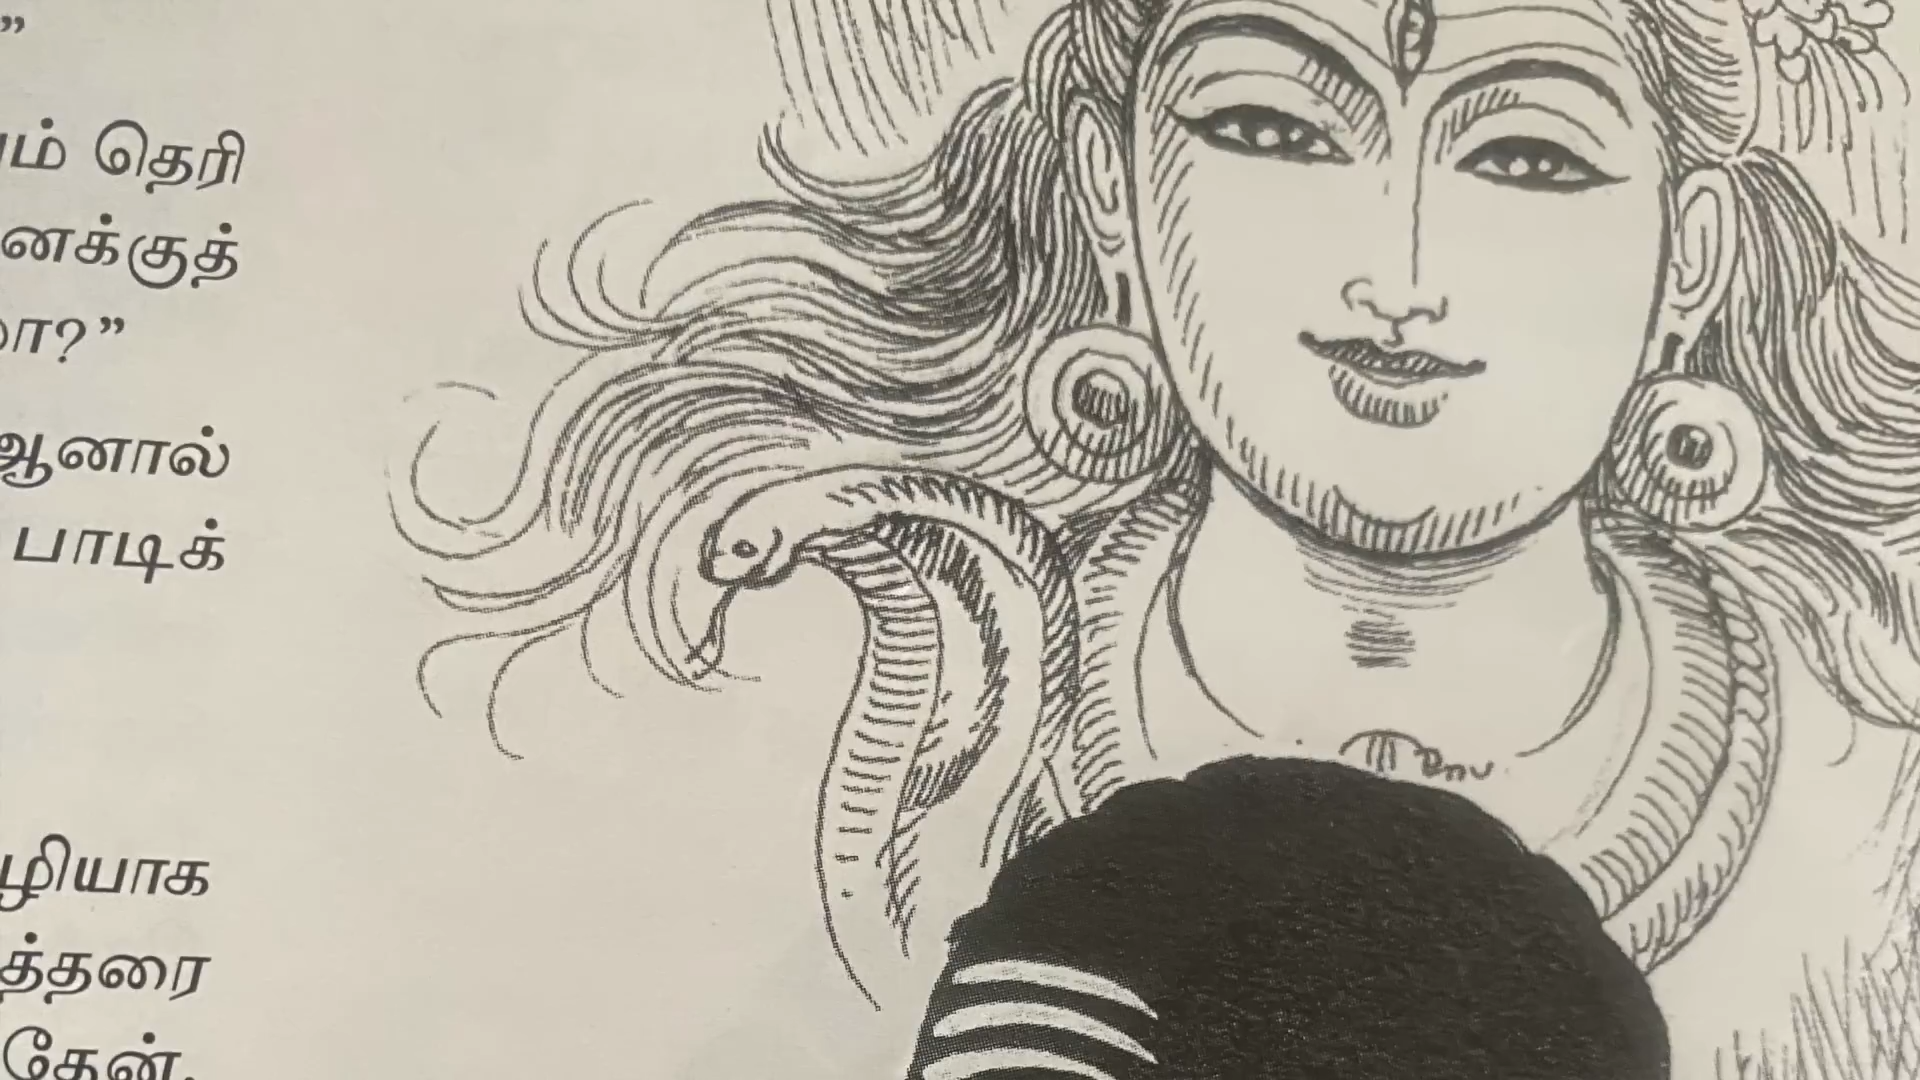 ”
தெரி
னக்குத்
?”
ஆனால்
பாடிக்
ழியாக
த்தரை
தேன்.